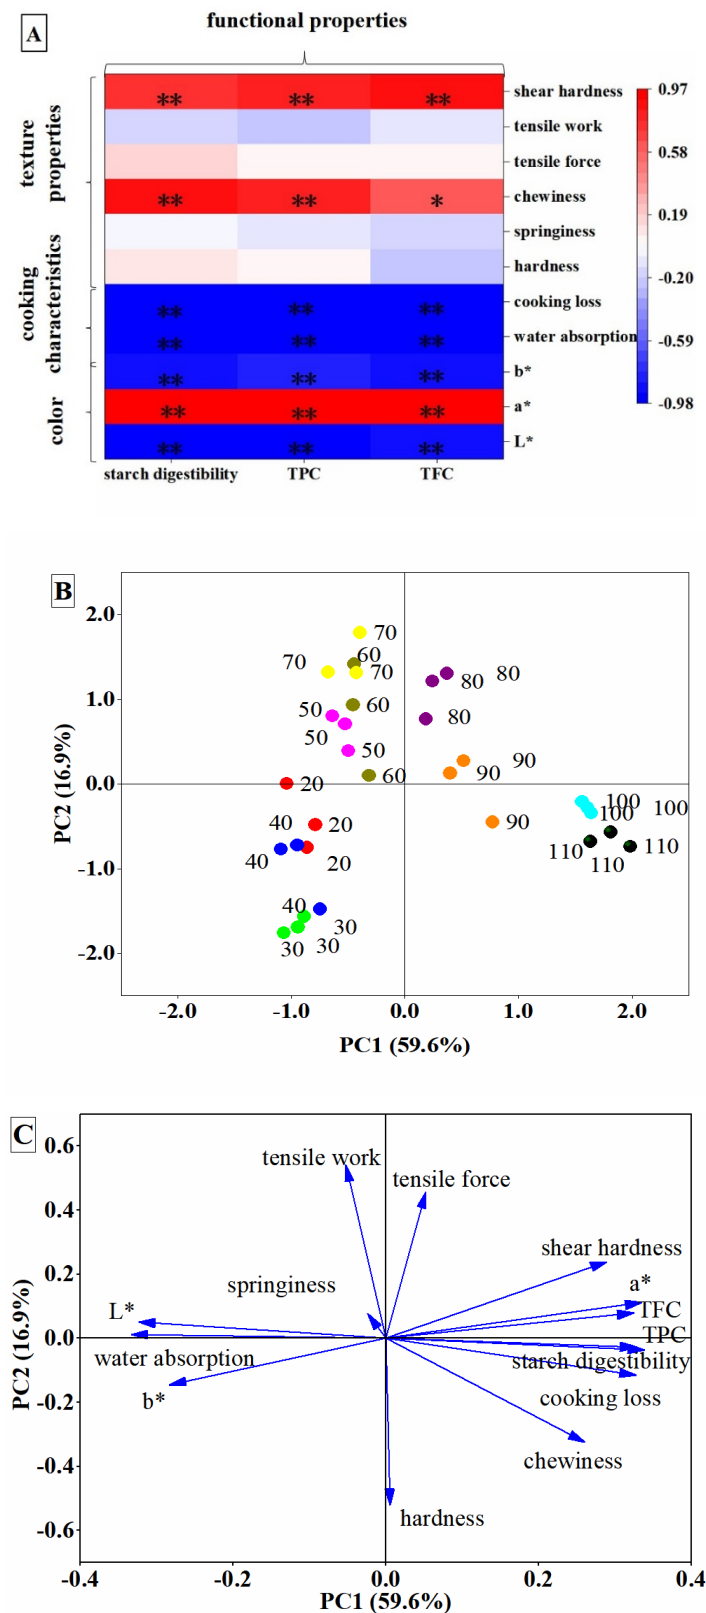 A
functional properties
texture
properties
cooking
characteristics
color
** ** **
** ** *
** ** **
** ** **
** ** **
** ** **
** ** **
shear hardness
tensile work
tensile force
chewiness
springiness
hardness
cooking loss
water absorption
b*
a*
L*
0.97
0.58
0.19
-0.20
-0.59
-0.98
starch digestibility TPC TFC
B
PC2 (16.9%)
2.0
1.0
0.0
-1.0
-2.0
70
60
70 70
80 80
50 60
80
50
50
60
90 90
20
100 100
100
40 20
90
40 20
110 110
110
40
30
30 30
-2.0 -1.0 0.0 1.0 2.0
PC1 (59.6%)
C
PC2 (16.9%)
0.6
0.4
0.2
0.0
-0.2
-0.4
-0.6
tensile work
tensile force
shear hardness
springiness
a*
L*
TFC
TPC
water absorption
starch digestibility
b*
cooking loss
chewiness
hardness
-0.4 -0.2 0.0 0.2 0.4
PC1 (59.6%)